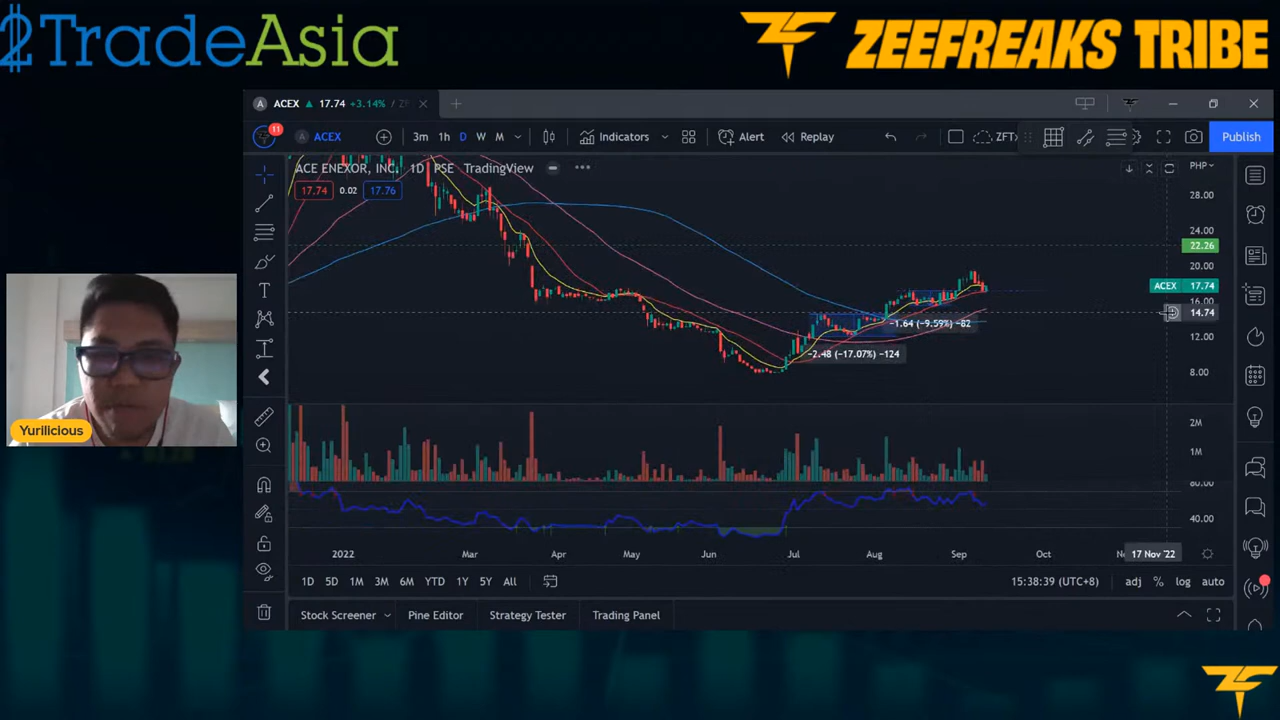 2TradeAsia
ZEEFREAKS TRIBE
A ACEX 17.74 +3.14% /
11 A ACEX 3m 1h D W M Indicators Alert Replay ZFT Publish
ACE ENEXOR, INC. 1D PSE TradingView
PHP
17.74 0.02 17.76
28.00
24.00
22.26
20.00
ACEX 17.74
16.00
14.74
−1.64 (−9.59%) −82
12.00
−2.48 (−17.07%) −124
8.00
2M
1M
80.00
40.00
Yurilicious
2022 Mar Apr May Jun Jul Aug Sep Oct 17 Nov '22
1D 5D 1M 3M 6M YTD 1Y 5Y All 15:38:39 (UTC+8) adj % log auto
Stock Screener Pine Editor Strategy Tester Trading Panel